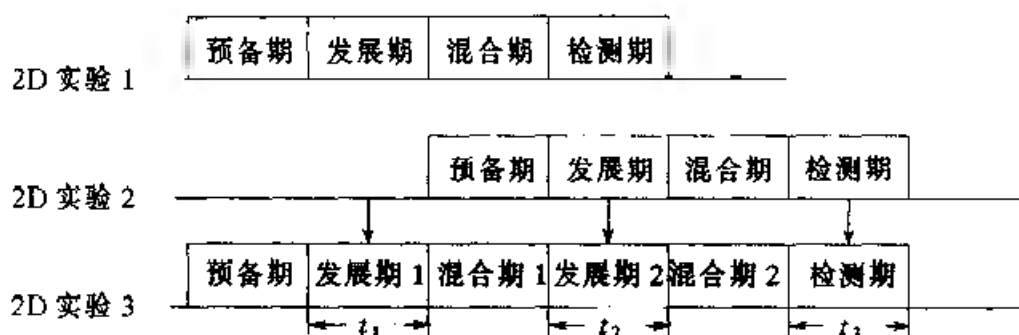 预备期 发展期 混合期 检测期
2D 实验 1
预备期 发展期 混合期 检测期
2D 实验 2
预备期 发展期 1 混合期 1 发展期 2 混合期 2 检测期
2D 实验 3
t₁ t₂ t₃